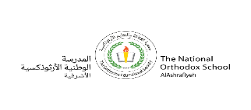 المدرسة
الوطنية الأرثوذكسية
الأشرفية
The National
Orthodox School
AlAshrafiyeh